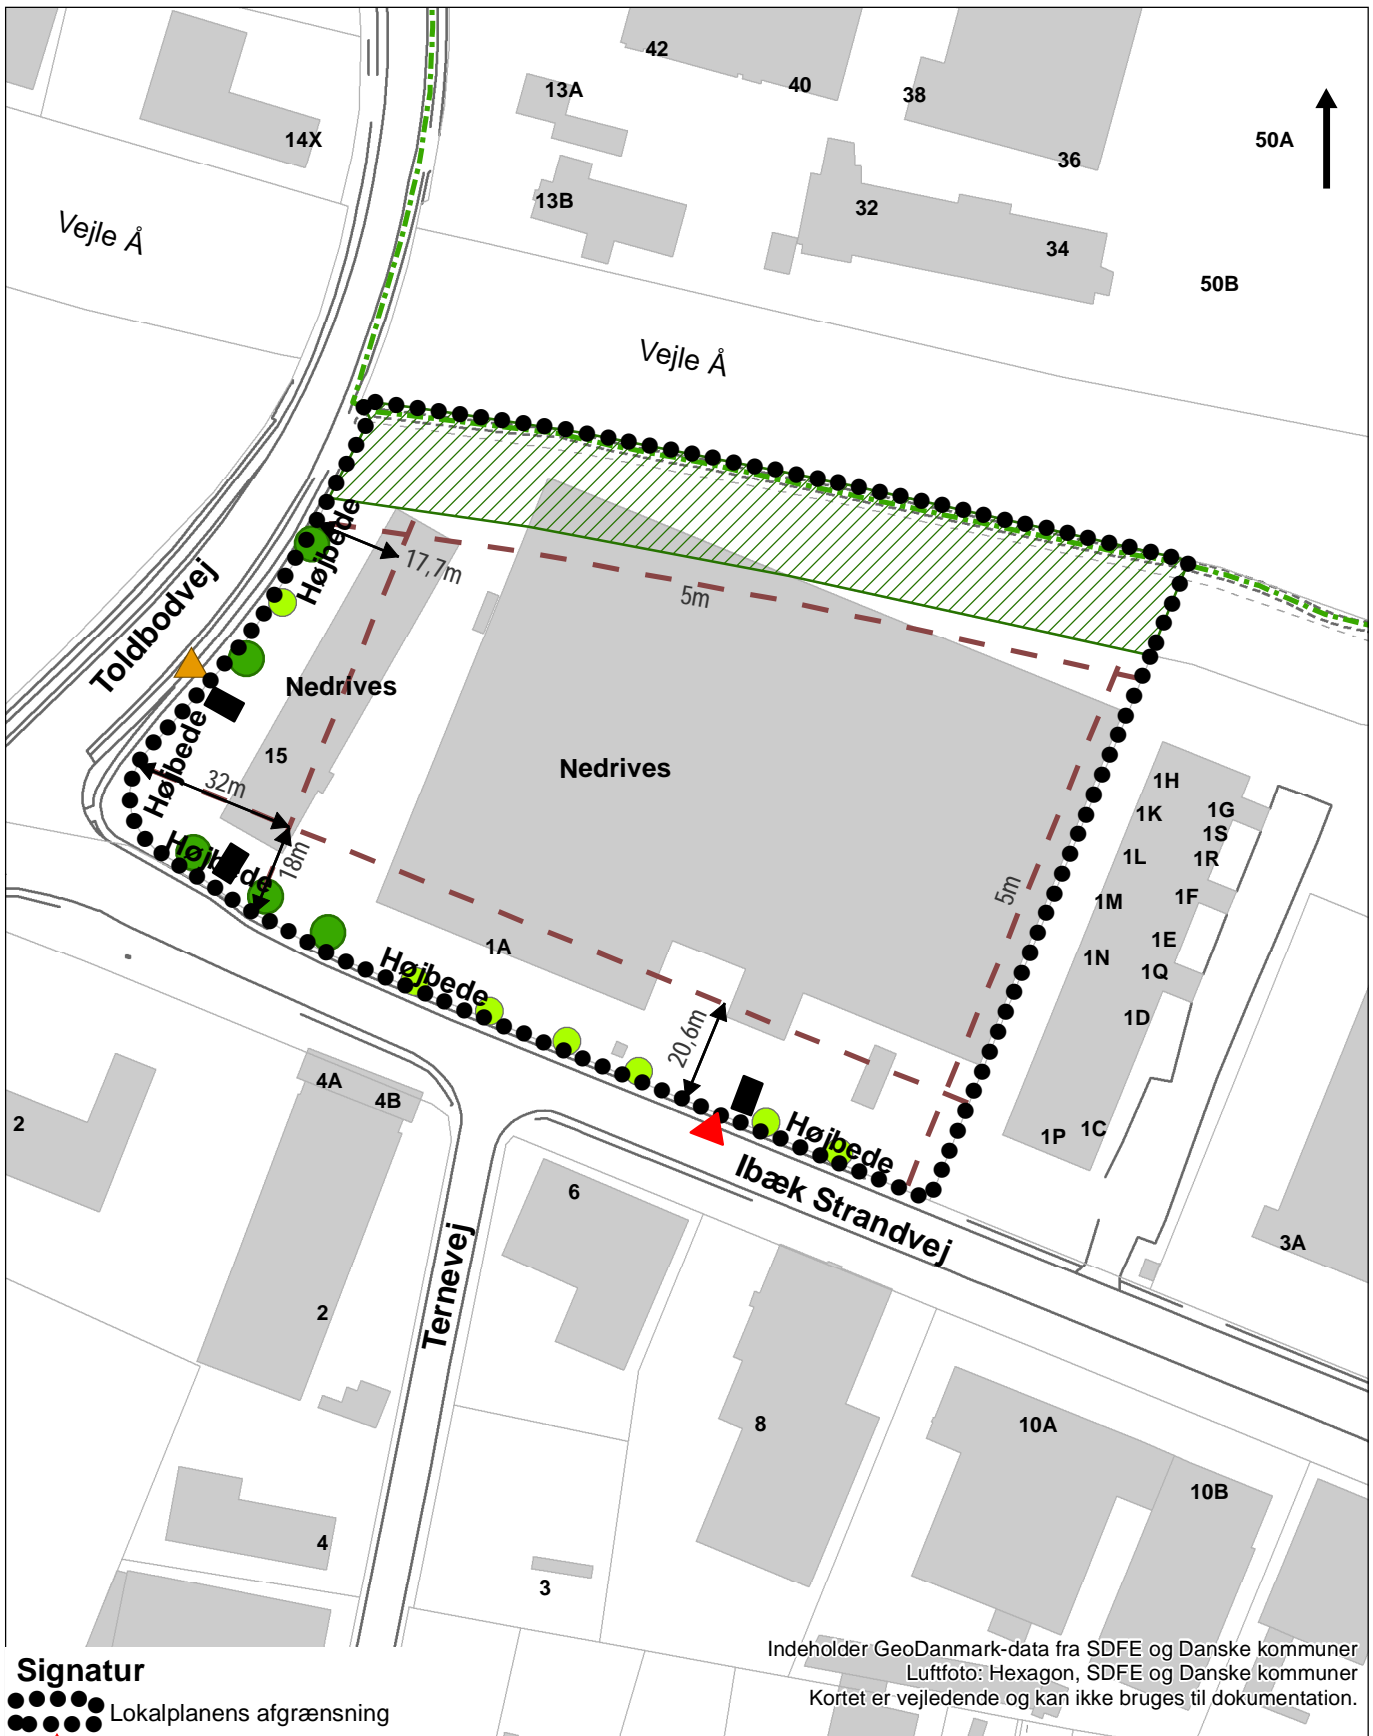 42
40
38
36
50A
13A
14X
13B
32
34
50B
Vejle Å
Vejle Å
Højbede
17,7m
5m
Toldbodvej
Nedrives
Nedrives
15
Højbede
32m
18m
Højbede
1A
Højbede
20,6m
5m
Højbede
Ibæk Strandvej
1H
1K
1G
1S
1L
1R
1M
1F
1E
1N
1Q
1D
1P
1C
3A
4A
4B
2
6
Ternevej
2
8
10A
10B
4
3
Indeholder GeoDanmark-data fra SDFE og Danske kommuner
Luftfoto: Hexagon, SDFE og Danske kommuner
Kortet er vejledende og kan ikke bruges til dokumentation.
Signatur
Lokalplanens afgrænsning